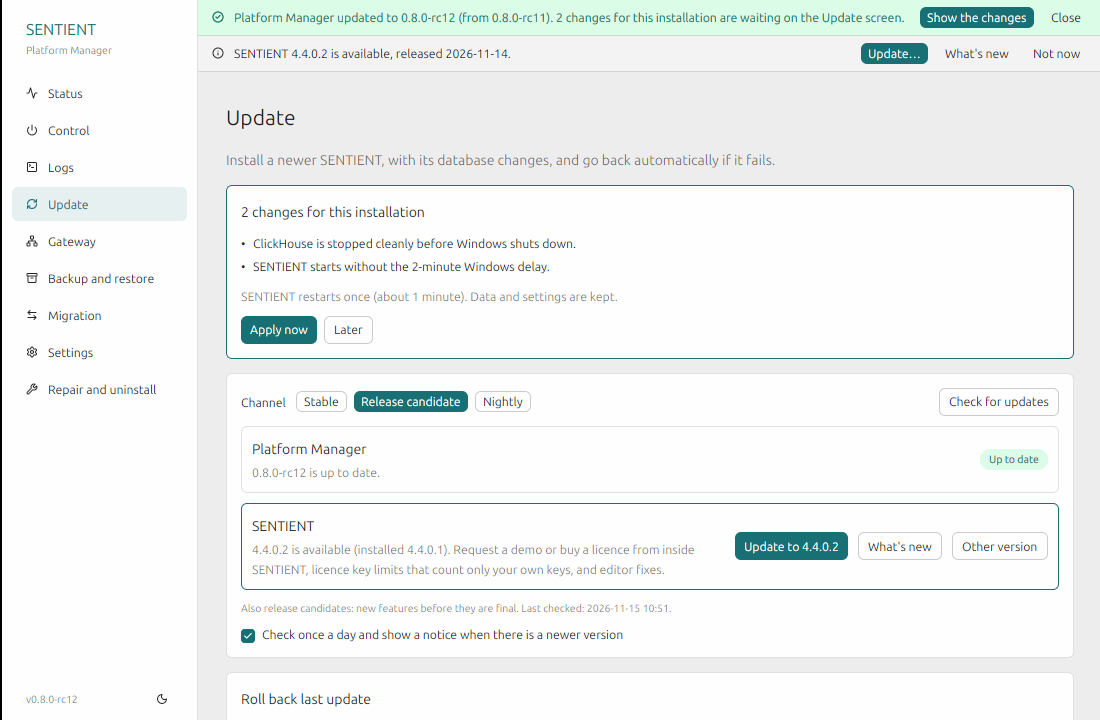 SENTIENT
Platform Manager
Status
Control
Logs
Update
Gateway
Backup and restore
Migration
Settings
Repair and uninstall
v0.8.0-rc12
Platform Manager updated to 0.8.0-rc12 (from 0.8.0-rc11). 2 changes for this installation are waiting on the Update screen. Show the changes Close
SENTIENT 4.4.0.2 is available, released 2026-11-14. Update... What's new Not now
Update
Install a newer SENTIENT, with its database changes, and go back automatically if it fails.
2 changes for this installation
• ClickHouse is stopped cleanly before Windows shuts down.
• SENTIENT starts without the 2-minute Windows delay.
SENTIENT restarts once (about 1 minute). Data and settings are kept.
Apply now Later
Channel Stable Release candidate Nightly Check for updates
Platform Manager
0.8.0-rc12 is up to date.
Up to date
SENTIENT
4.4.0.2 is available (installed 4.4.0.1). Request a demo or buy a licence from inside
SENTIENT, licence key limits that count only your own keys, and editor fixes.
Update to 4.4.0.2 What's new Other version
Also release candidates: new features before they are final. Last checked: 2026-11-15 10:51.
Check once a day and show a notice when there is a newer version
Roll back last update